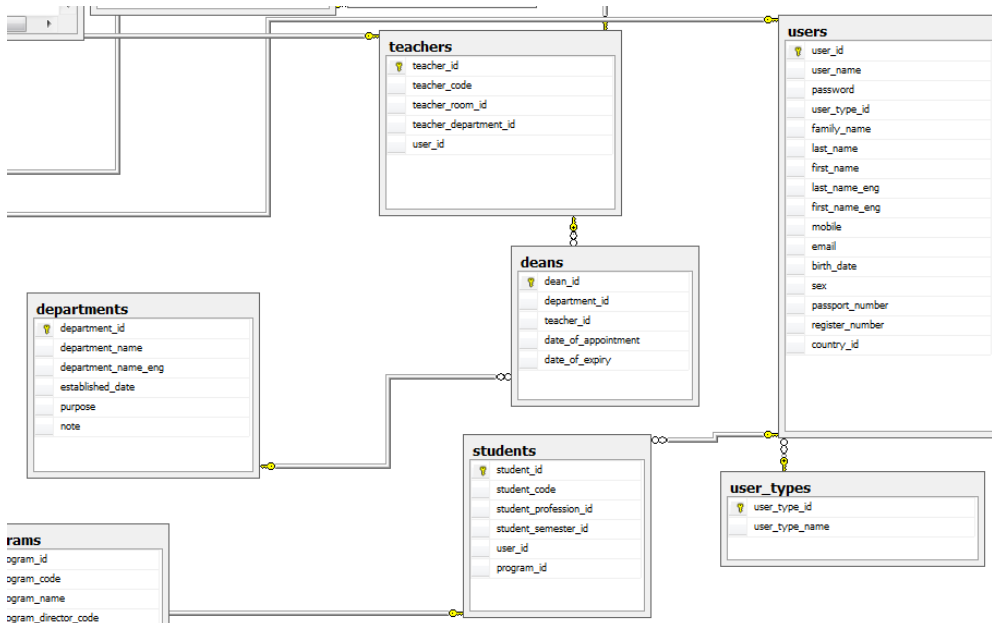 teachers
teacher_id
teacher_code
teacher_room_id
teacher_department_id
user_id
users
user_id
user_name
password
user_type_id
family_name
last_name
first_name
last_name_eng
first_name_eng
mobile
email
birth_date
sex
passport_number
register_number
country_id
deans
dean_id
department_id
teacher_id
date_of_appointment
date_of_expiry
departments
department_id
department_name
department_name_eng
established_date
purpose
note
students
student_id
student_code
student_profession_id
student_semester_id
user_id
program_id
user_types
user_type_id
user_type_name
rams
ogram_id
ogram_code
ogram_name
ogram_director_code